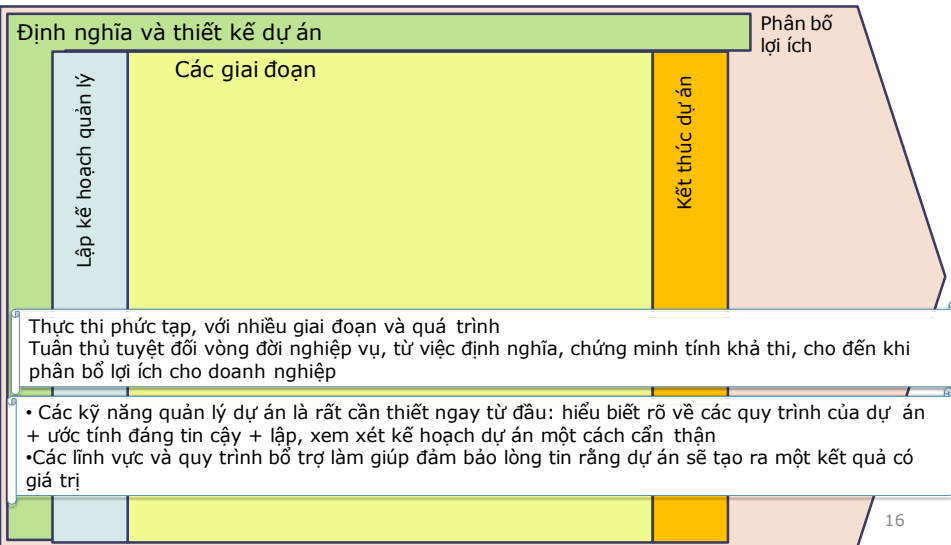 Định nghĩa và thiết kế dự án
Phân bố
lợi ích
Lập kế hoạch quản lý
Các giai đoạn
Kết thúc dự án
Thực thi phức tạp, với nhiều giai đoạn và quá trình
Tuân thủ tuyệt đối vòng đời nghiệp vụ, từ việc định nghĩa, chứng minh tính khả thi, cho đến khi
phân bổ lợi ích cho doanh nghiệp
• Các kỹ năng quản lý dự án là rất cần thiết ngay từ đầu: hiểu biết rõ về các quy trình của dự án
+ ước tính đáng tin cậy + lập, xem xét kế hoạch dự án một cách cẩn thận
•Các lĩnh vực và quy trình bổ trợ làm giúp đảm bảo lòng tin rằng dự án sẽ tạo ra một kết quả có
giá trị
16